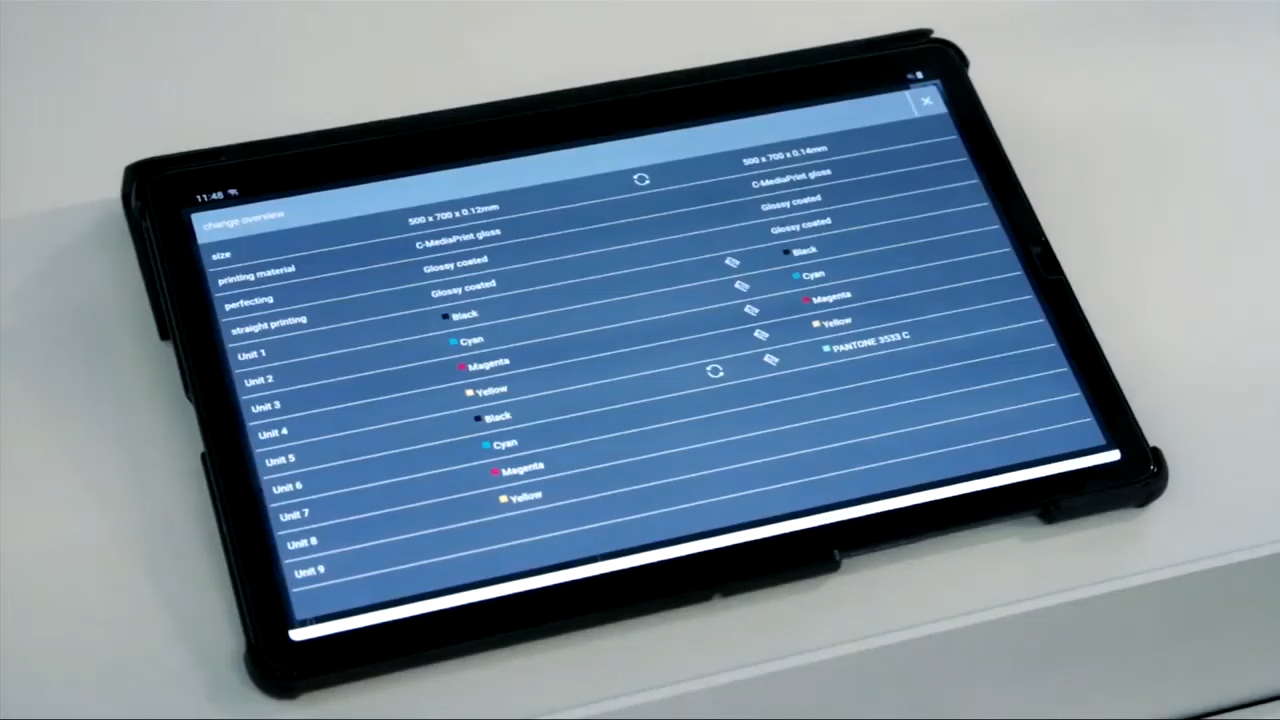 11:48
change overview
size 500 x 700 x 0.12mm 500 x 700 x 0.14mm
printing material C-MediaPrint gloss C-MediaPrint gloss
perfecting Glossy coated Glossy coated
straight printing Glossy coated Glossy coated
Unit 1 Black Black
Unit 2 Cyan Cyan
Unit 3 Magenta Magenta
Unit 4 Yellow Yellow
Unit 5 Black PANTONE 3533 C
Unit 6 Cyan
Unit 7 Magenta
Unit 8 Yellow
Unit 9